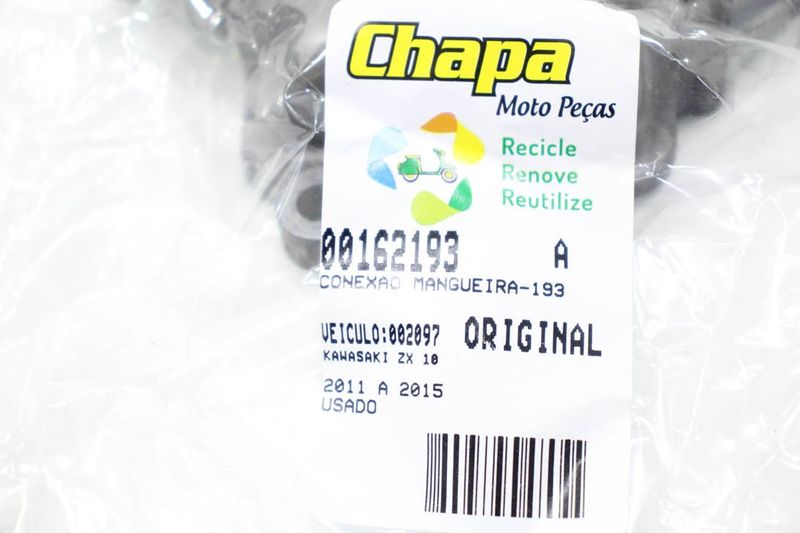 Chapa
Moto Peças
Recicle
Renove
Reutilize
00162193 A
CONEXAO MANGUEIRA-193
VEICULO:002097 ORIGINAL
KAWASAKI ZX 10
2011 A 2015
USADO